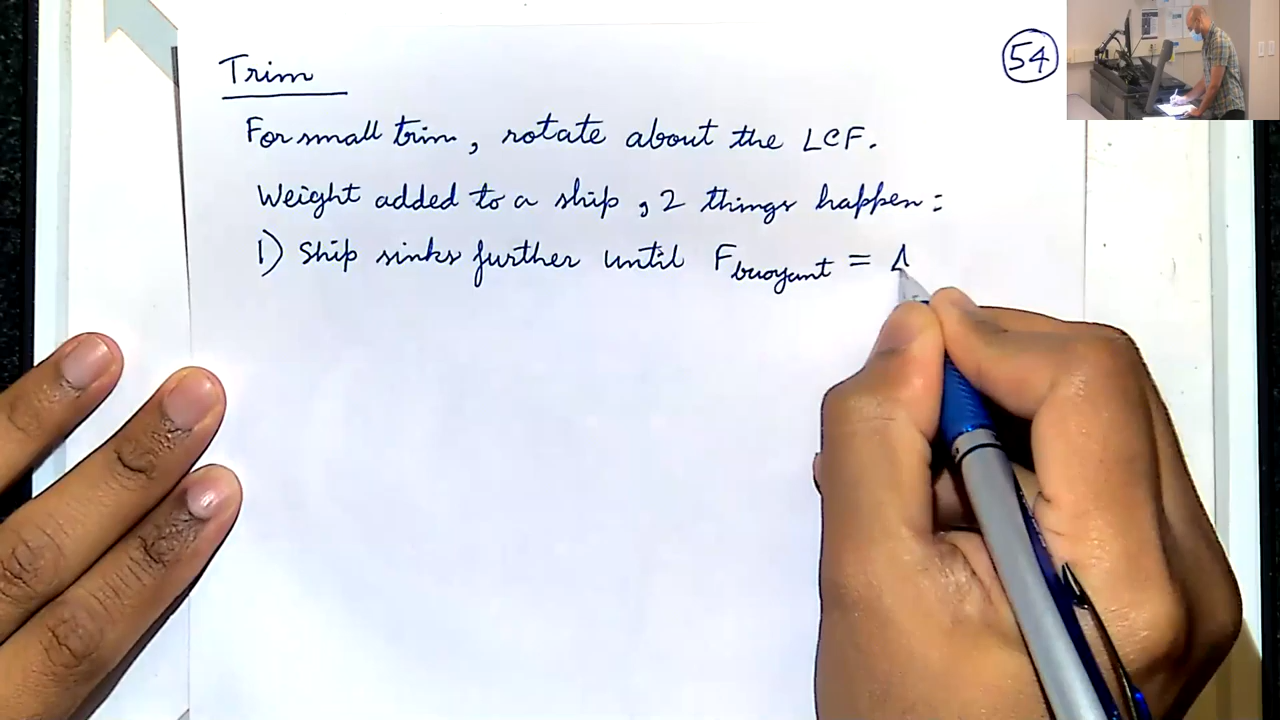 54
Trim
For small trim, rotate about the LCF.
Weight added to a ship, 2 things happen:
1) Ship sinks further until Fbuoyant = Δ